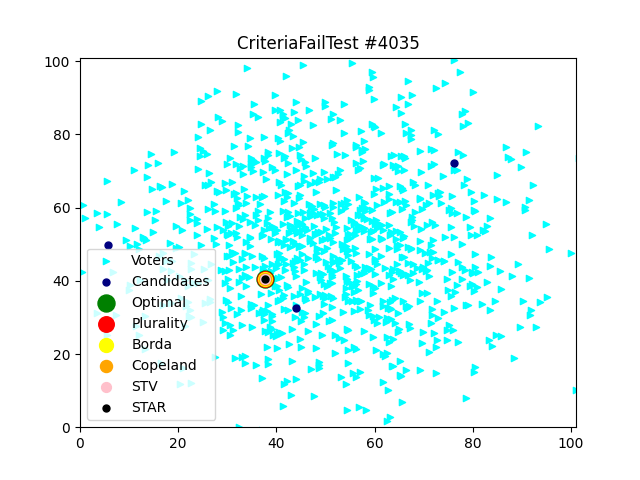 CriteriaFailTest #4035
100
80
60
40
20
0
Voters
Candidates
Optimal
Plurality
Borda
Copeland
STV
STAR
0 20 40 60 80 100